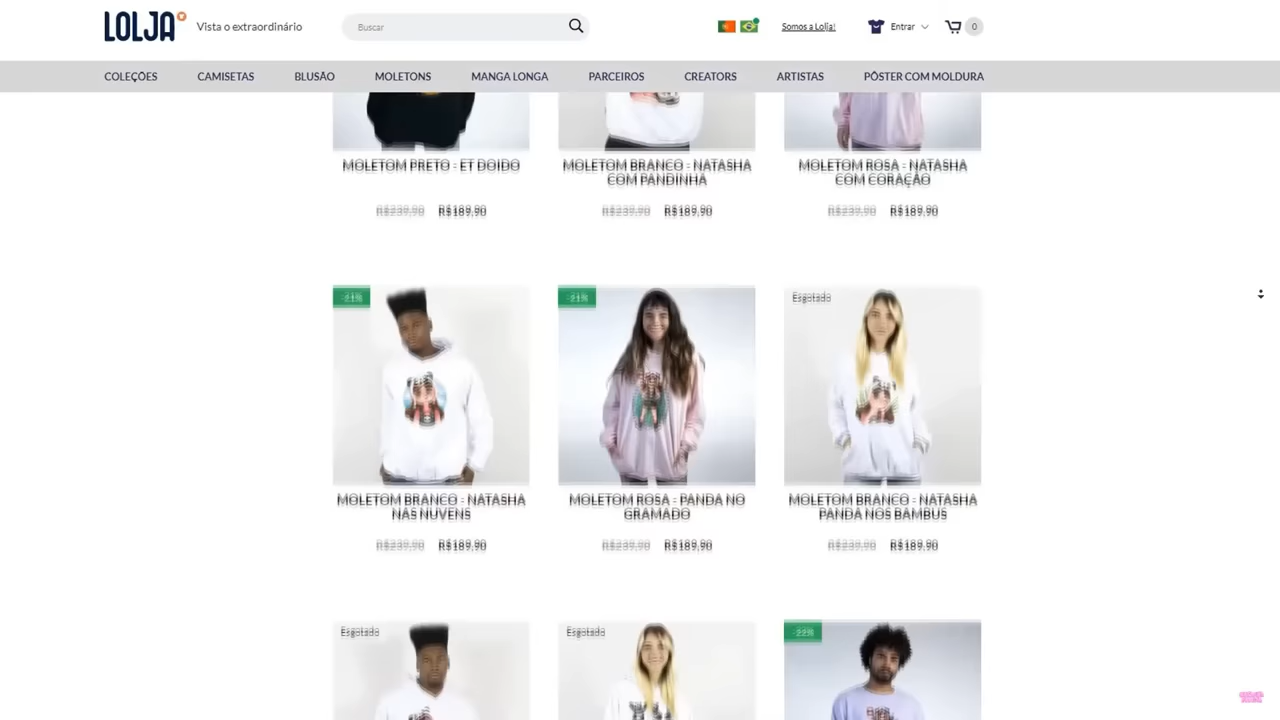 LOLJA
Vista o extraordinário
Buscar
Somos a Lolja!
Entrar
0
COLEÇÕES
CAMISETAS
BLUSÃO
MOLETONS
MANGA LONGA
PARCEIROS
CREATORS
ARTISTAS
PÔSTER COM MOLDURA
MOLETOM PRETO - ET DOIDO
R$239,90 R$189,90
MOLETOM BRANCO - NATASHA
COM PANDINHA
R$239,90 R$189,90
MOLETOM ROSA - NATASHA
COM CORAÇÃO
R$239,90 R$189,90
-21%
MOLETOM BRANCO - NATASHA
NAS NUVENS
R$239,90 R$189,90
-21%
MOLETOM ROSA - PANDA NO
GRAMADO
R$239,90 R$189,90
Esgotado
MOLETOM BRANCO - NATASHA
PANDA NOS BAMBUS
R$239,90 R$189,90
Esgotado
Esgotado
-22%